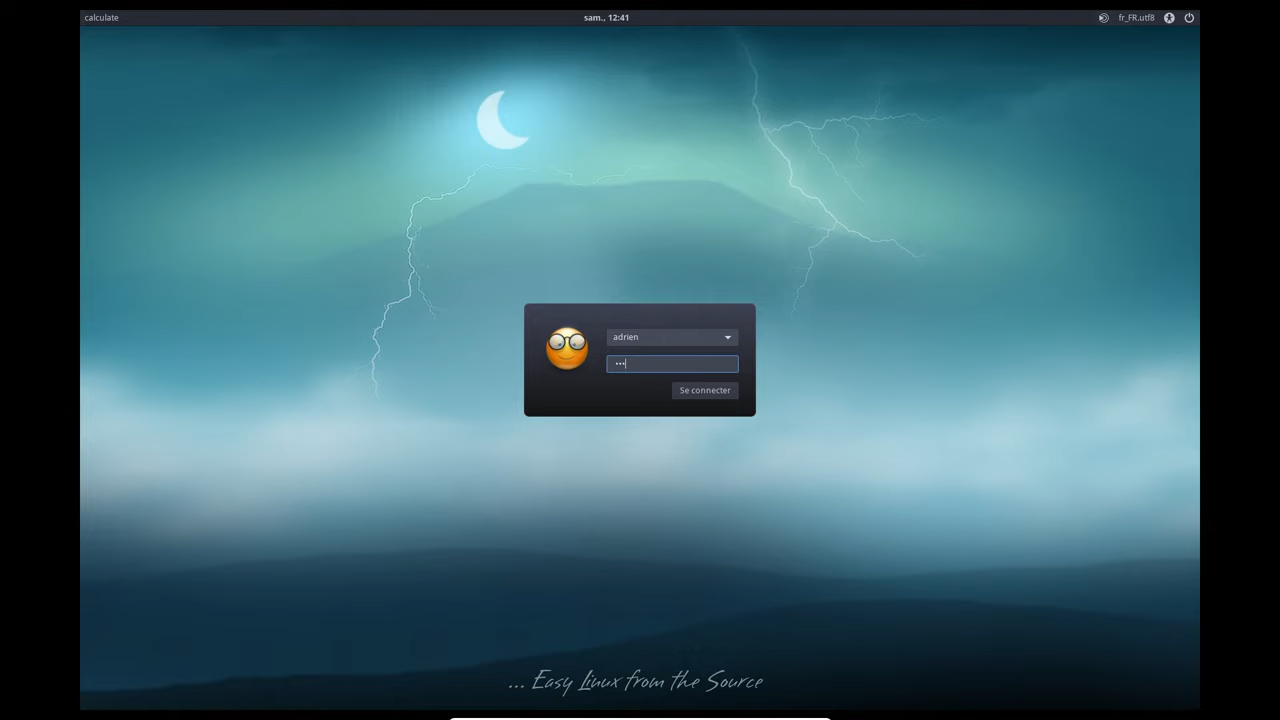 calculate
sam., 12:41
fr_FR.utf8
adrien
•••
Se connecter
... Easy Linux from the Source